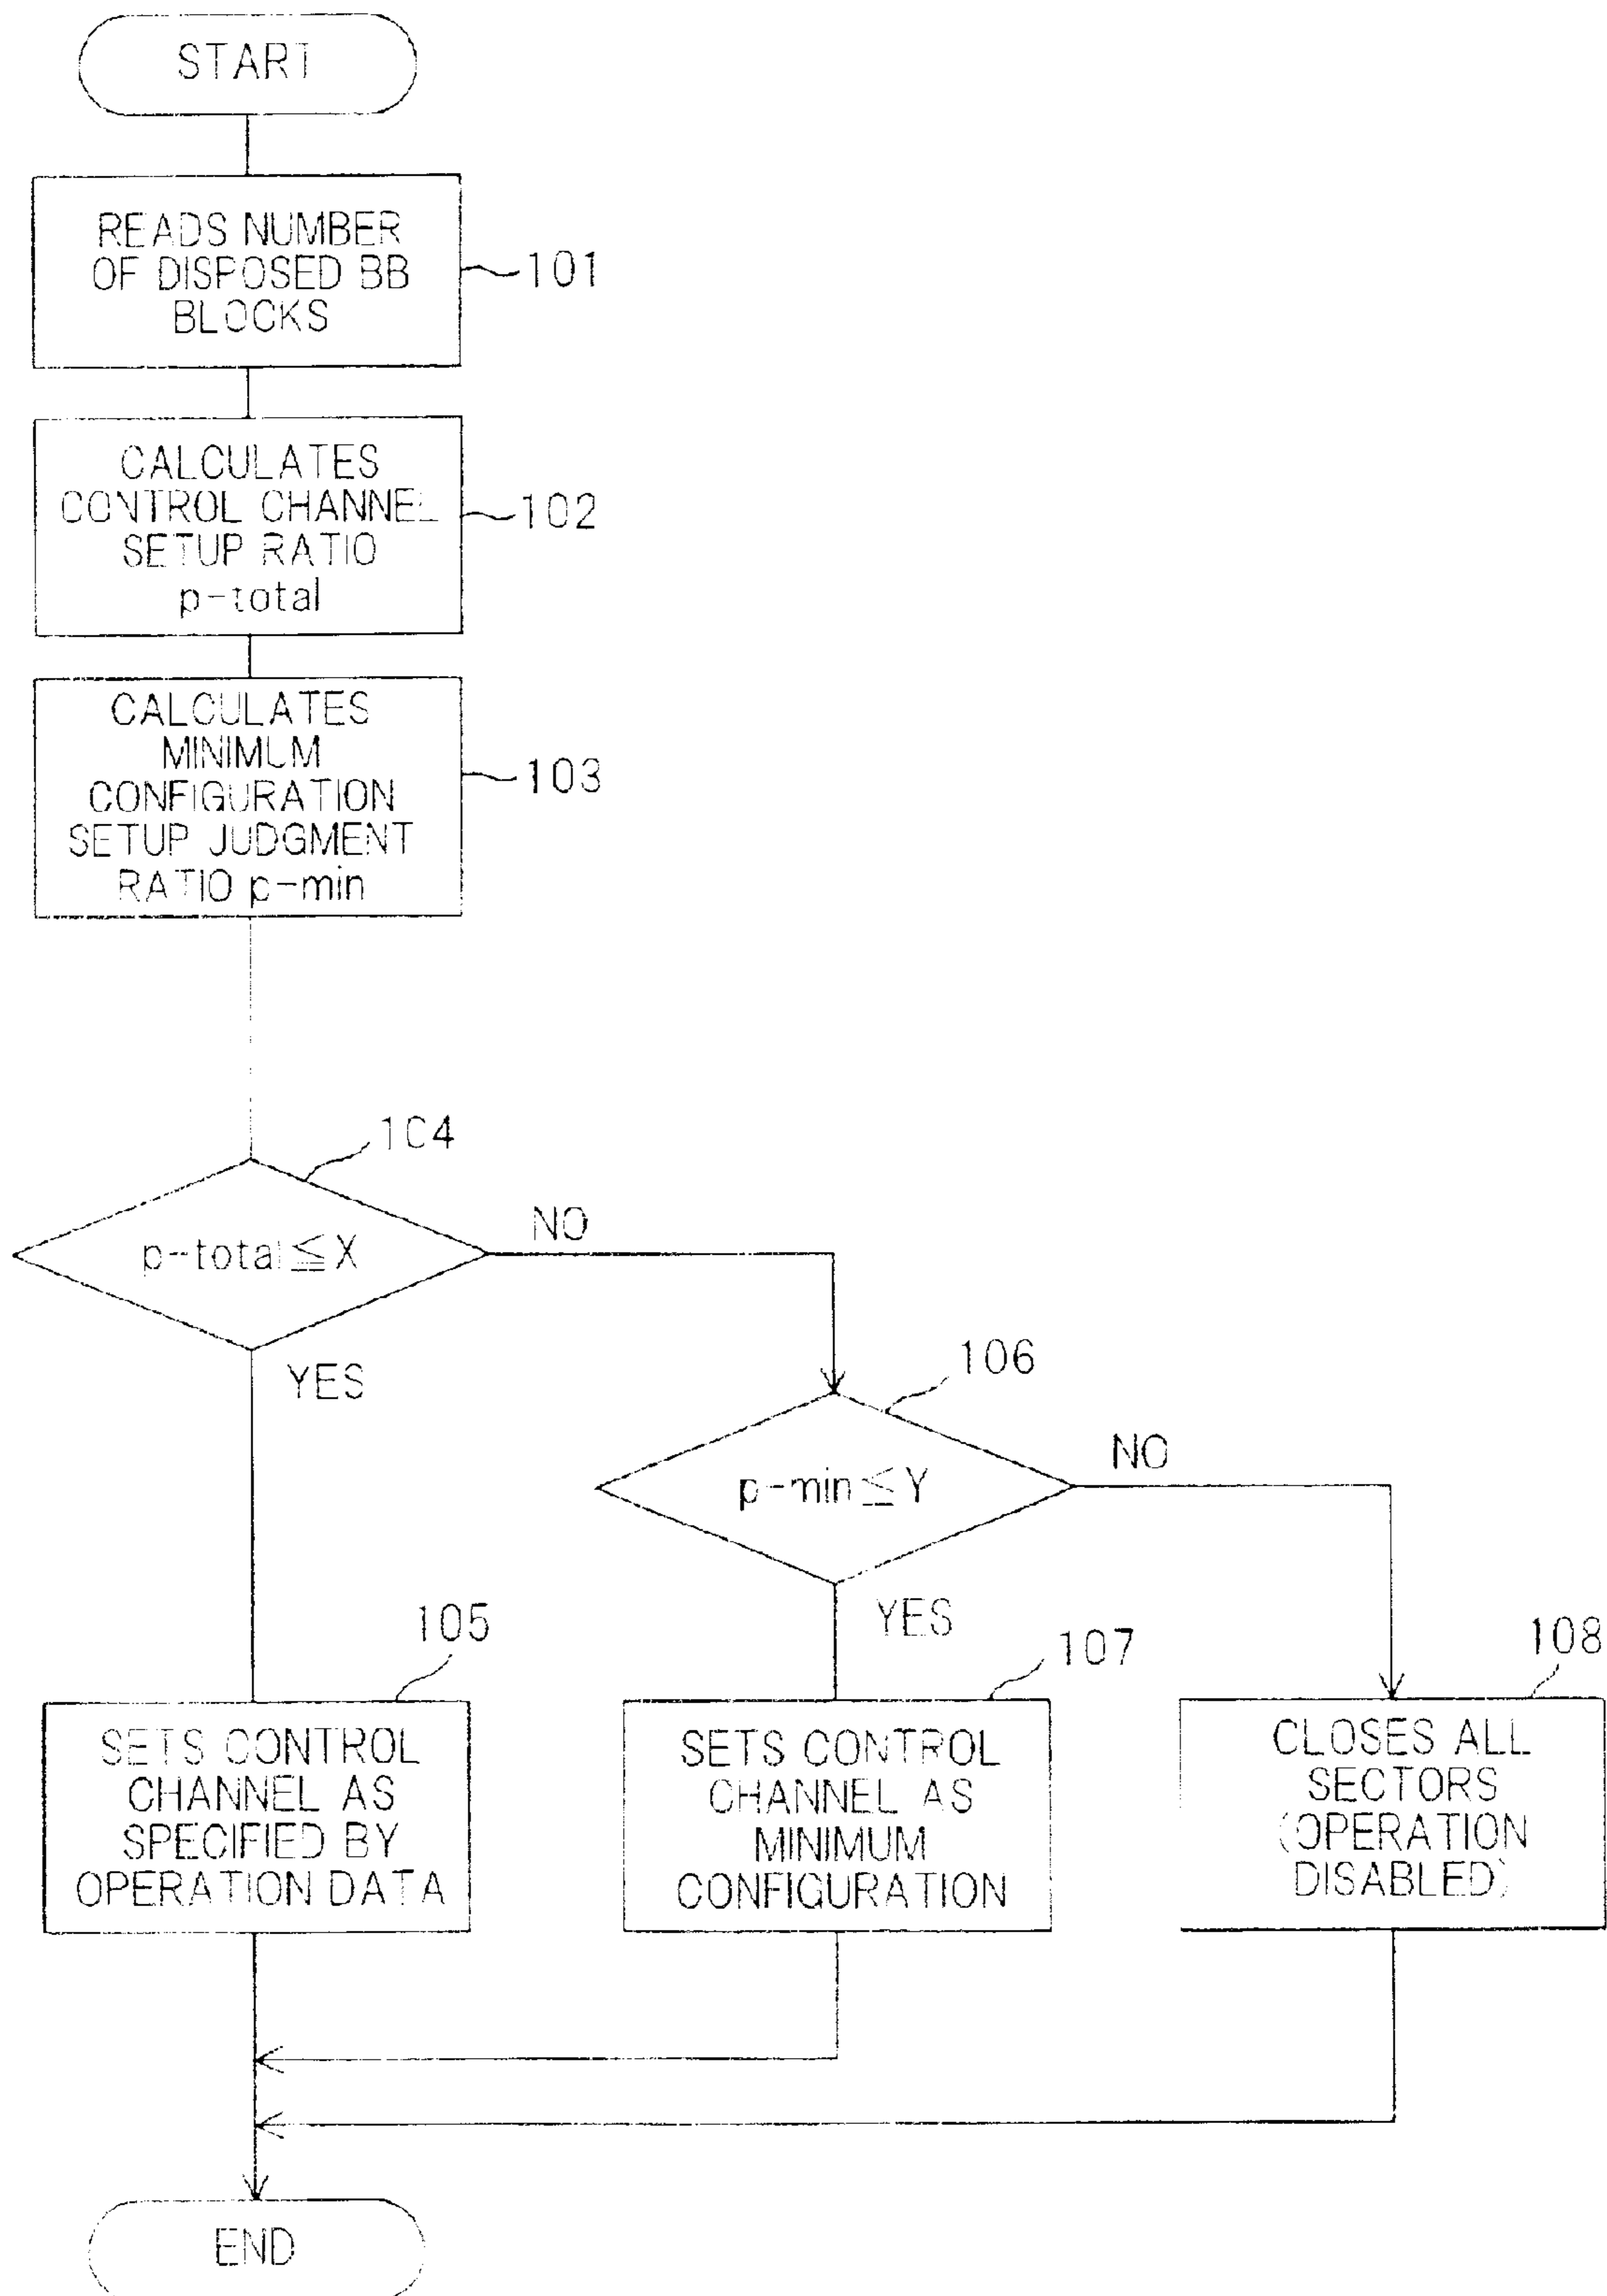 START
READS NUMBER
OF DISPOSED BB
BLOCKS
101
CALCULATES
CONTROL CHANNEL
SETUP RATIO
p-total
102
CALCULATES
MINIMUM
CONFIGURATION
SETUP JUDGMENT
RATIO p-min
103
104
p-total≦X
NO
YES
106
p-min≦Y
NO
YES
105
SETS CONTROL
CHANNEL AS
SPECIFIED BY
OPERATION DATA
107
SETS CONTROL
CHANNEL AS
MINIMUM
CONFIGURATION
108
CLOSES ALL
SECTORS
(OPERATION
DISABLED)
END